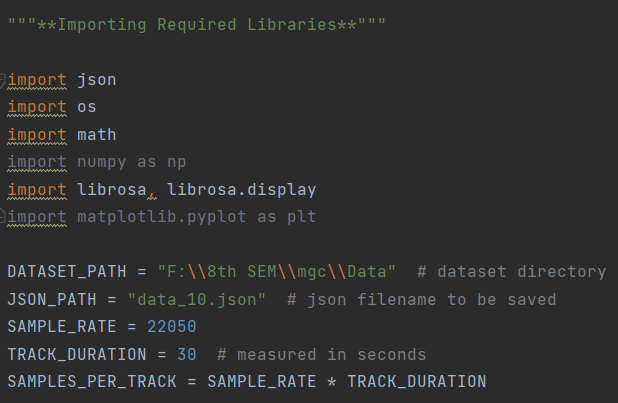 """**Importing Required Libraries**"""
import json
import os
import math
import numpy as np
import librosa, librosa.display
import matplotlib.pyplot as plt
DATASET_PATH = "F:\\8th SEM\\mgc\\Data"  # dataset directory
JSON_PATH = "data_10.json"  # json filename to be saved
SAMPLE_RATE = 22050
TRACK_DURATION = 30  # measured in seconds
SAMPLES_PER_TRACK = SAMPLE_RATE * TRACK_DURATION